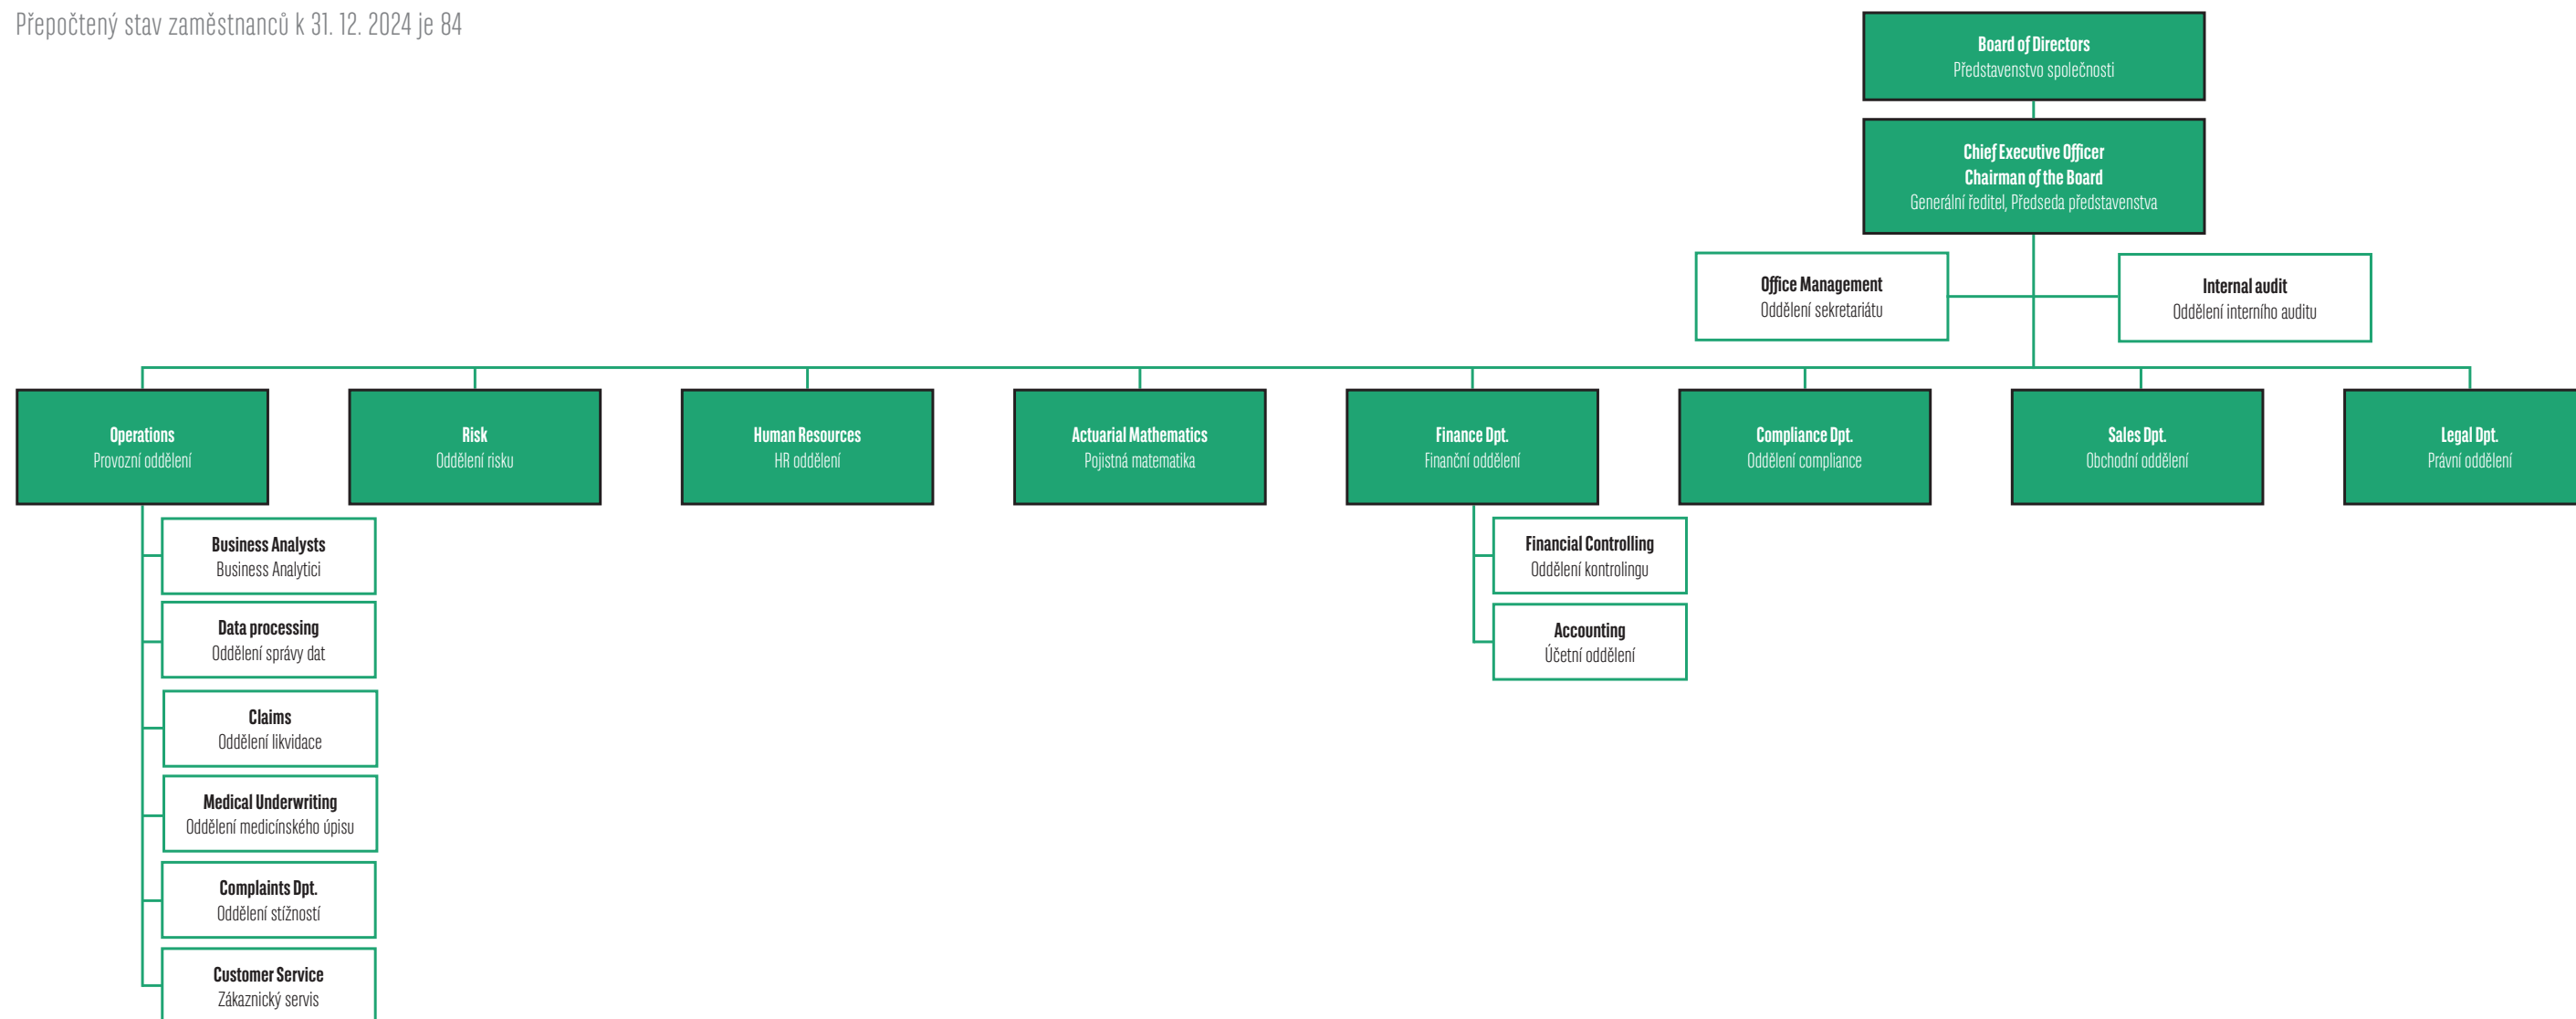 Přepočtený stav zaměstnanců k 31. 12. 2024 je 84
Board of Directors
Představenstvo společnosti
Chief Executive Officer
Chairman of the Board
Generální ředitel, Předseda představenstva
Office Management
Oddělení sekretariátu
Internal audit
Oddělení interního auditu
Operations
Provozní oddělení
Risk
Oddělení risku
Human Resources
HR oddělení
Actuarial Mathematics
Pojistná matematika
Finance Dpt.
Finanční oddělení
Compliance Dpt.
Oddělení compliance
Sales Dpt.
Obchodní oddělení
Legal Dpt.
Právní oddělení
Business Analysts
Business Analytici
Data processing
Oddělení správy dat
Claims
Oddělení likvidace
Medical Underwriting
Oddělení medicínského úpisu
Complaints Dpt.
Oddělení stížností
Customer Service
Zákaznický servis
Financial Controlling
Oddělení kontrolingu
Accounting
Účetní oddělení